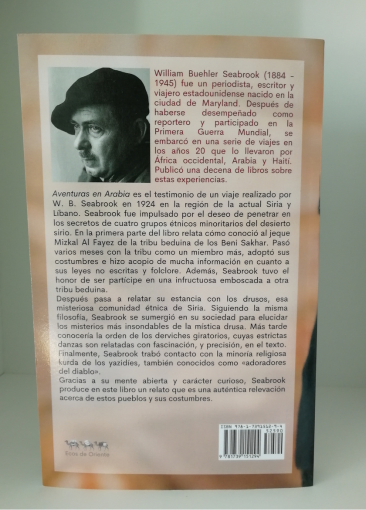 William Buehler Seabrook (1884 -
1945) fue un periodista, escritor y
viajero estadounidense nacido en la
ciudad de Maryland. Después de
haberse desempeñado como
reportero y participado en la
Primera Guerra Mundial, se
embarcó en una serie de viajes en
los años 20 que lo llevaron por
África occidental, Arabia y Haití.
Publicó una decena de libros sobre
estas experiencias.
Aventuras en Arabia es el testimonio de un viaje realizado por
W. B. Seabrook en 1924 en la región de la actual Siria y
Líbano. Seabrook fue impulsado por el deseo de penetrar en
los secretos de cuatro grupos étnicos minoritarios del desierto
sirio. En la primera parte del libro relata cómo conoció al jeque
Mizkal Al Fayez de la tribu beduina de los Beni Sakhar. Pasó
varios meses con la tribu como un miembro más, adoptó sus
costumbres e hizo acopio de mucha información en cuanto a
sus leyes no escritas y folclore. Además, Seabrook tuvo el
honor de ser partícipe en una infructuosa emboscada a otra
tribu beduina.
Después pasa a relatar su estancia con los drusos, esa
misteriosa comunidad étnica de Siria. Siguiendo la misma
filosofía, Seabrook se sumergió en su sociedad para elucidar
los misterios más insondables de la mística drusa. Más tarde
conocería la orden de los derviches giratorios, cuyas estrictas
danzas son relatadas con fascinación, y precisión, en el texto.
Finalmente, Seabrook trabó contacto con la minoría religiosa
kurda de los yazidíes, también conocidos como «adoradores
del diablo».
Gracias a su mente abierta y carácter curioso, Seabrook
produce en este libro un relato que es una auténtica revelación
acerca de estos pueblos y sus costumbres.
ISBN